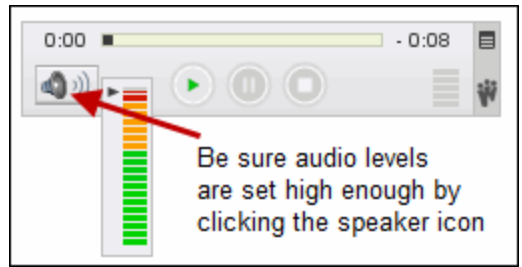 0:00 - 0:08
Be sure audio levels
are set high enough by
clicking the speaker icon